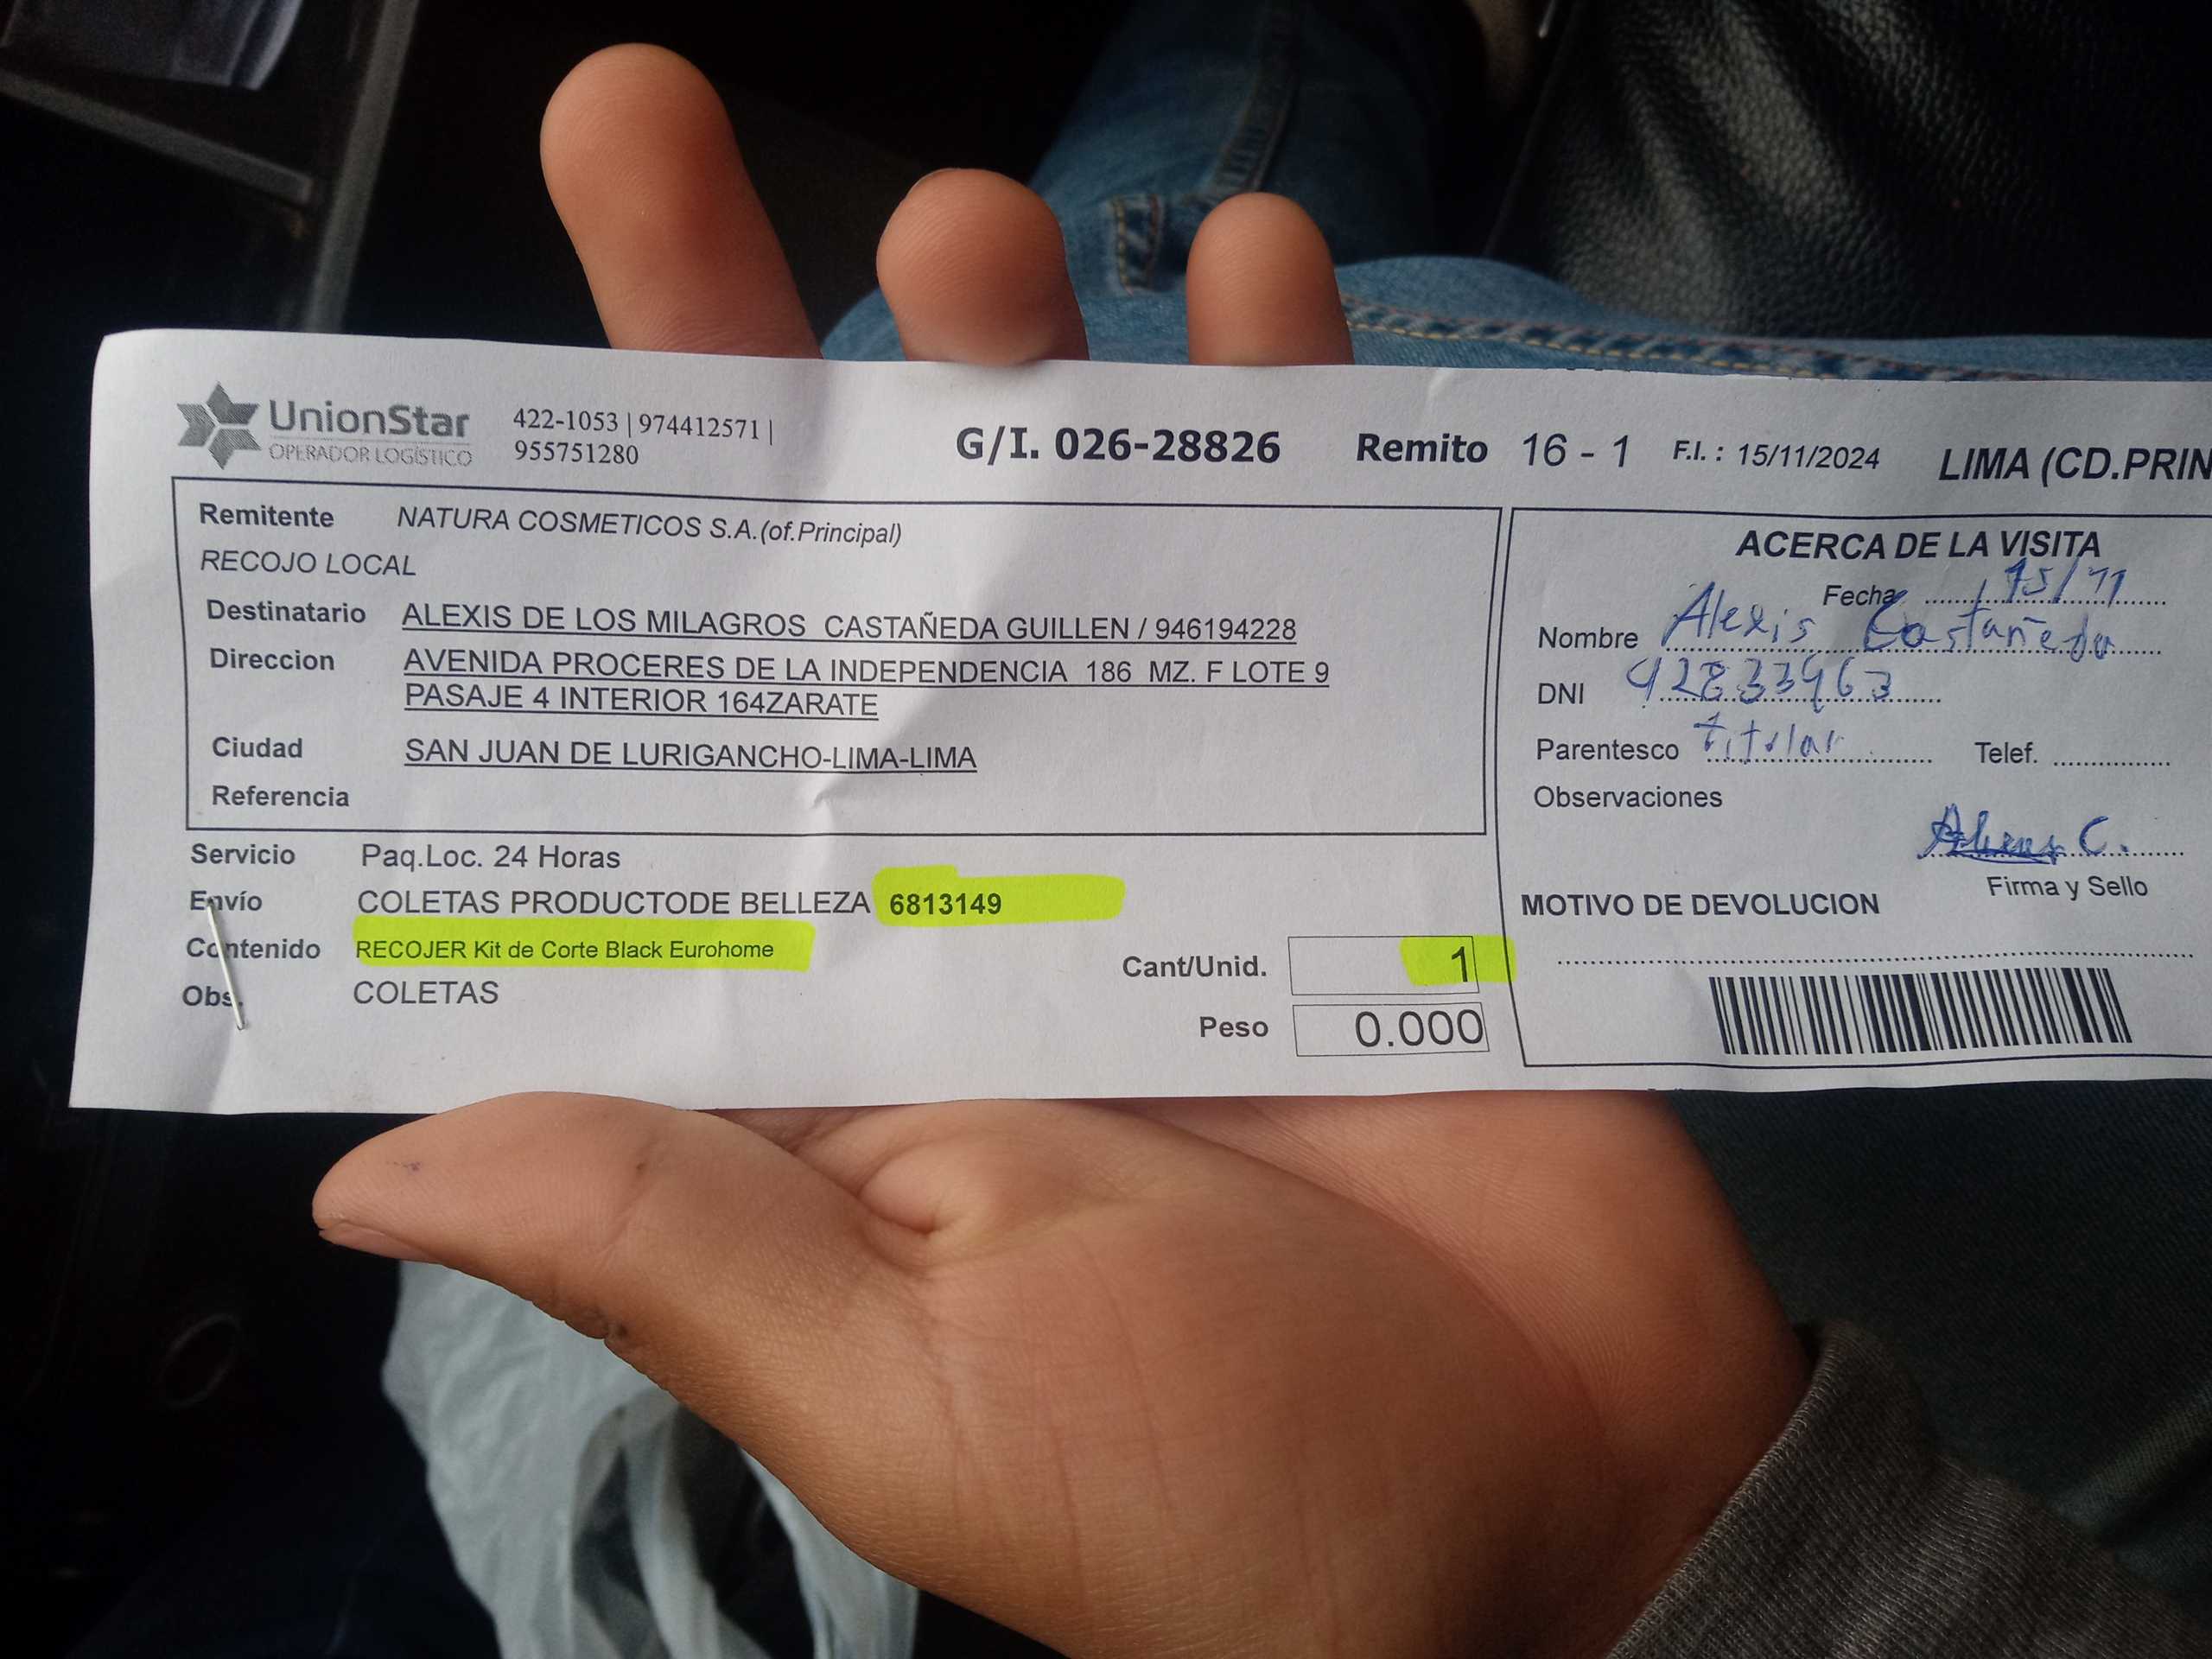 UnionStar
OPERADOR LOGÍSTICO
422-1053 | 974412571 |
955751280
G/I. 026-28826 Remito 16 - 1 F.I. : 15/11/2024 LIMA (CD.PRIN
Remitente NATURA COSMETICOS S.A.(of.Principal)
RECOJO LOCAL
Destinatario ALEXIS DE LOS MILAGROS CASTAÑEDA GUILLEN / 946194228
Direccion AVENIDA PROCERES DE LA INDEPENDENCIA 186 MZ. F LOTE 9
PASAJE 4 INTERIOR 164ZARATE
Ciudad SAN JUAN DE LURIGANCHO-LIMA-LIMA
Referencia
Servicio Paq.Loc. 24 Horas
Envío COLETAS PRODUCTODE BELLEZA 6813149
Contenido RECOJER Kit de Corte Black Eurohome
Obs. COLETAS
Cant/Unid. 1
Peso 0.000
ACERCA DE LA VISITA
Fecha 15/11
Nombre Alexis Castañeda
DNI 42833963
Parentesco titular Telef.
Observaciones
C.
Firma y Sello
MOTIVO DE DEVOLUCION